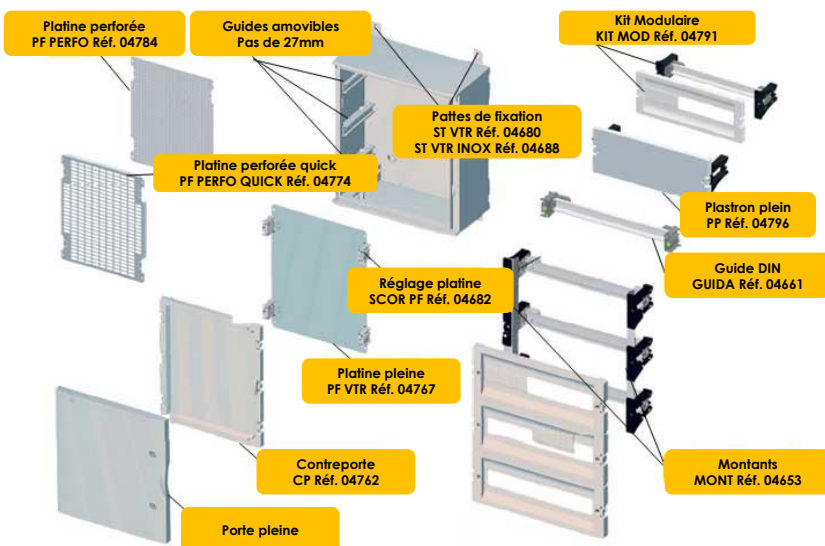 Platine perforée
PF PERFO Réf. 04784
Guides amovibles
Pas de 27mm
Kit Modulaire
KIT MOD Réf. 04791
Pattes de fixation
ST VTR Réf. 04680
ST VTR INOX Réf. 04688
Platine perforée quick
PF PERFO QUICK Réf. 04774
Plastron plein
PP Réf. 04796
Guide DIN
GUIDA Réf. 04661
Réglage platine
SCOR PF Réf. 04682
Platine pleine
PF VTR Réf. 04767
Contreporte
CP Réf. 04762
Montants
MONT Réf. 04653
Porte pleine